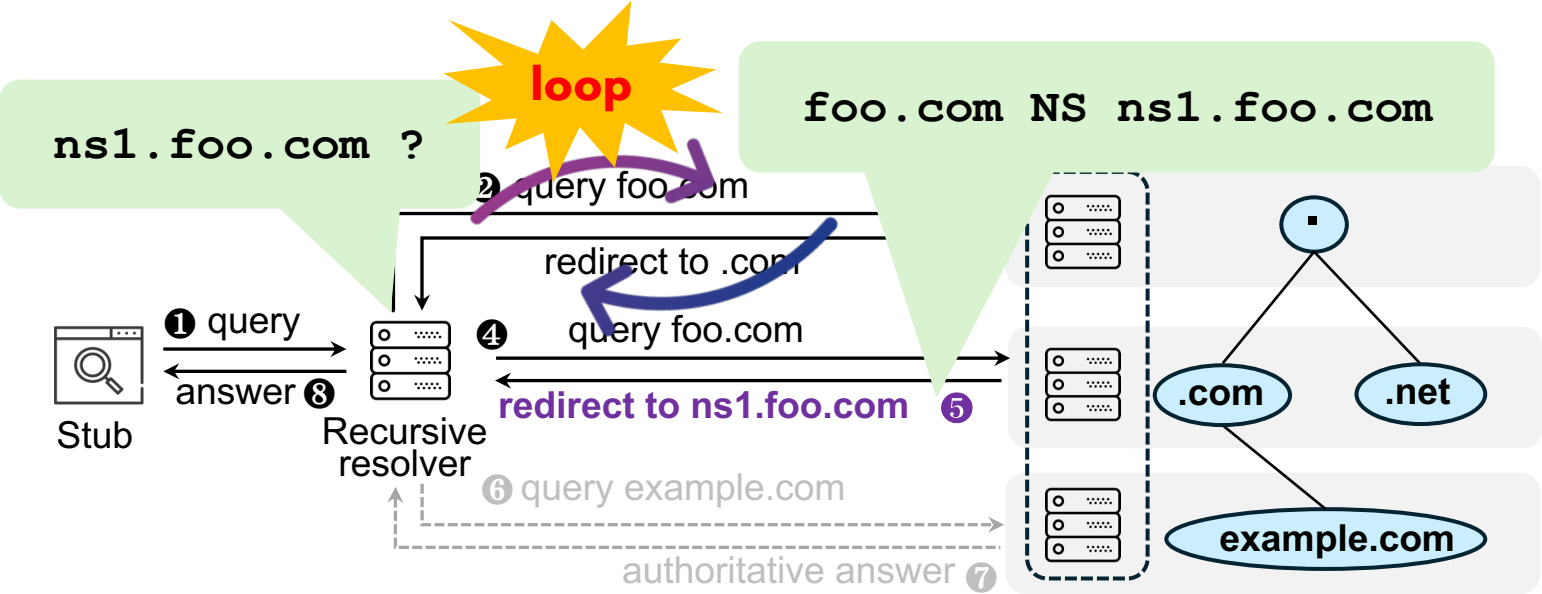 loop
foo.com NS ns1.foo.com
ns1.foo.com ?
❷ query foo.com
.
redirect to .com
❶ query
❹ query foo.com
answer ❽
redirect to ns1.foo.com ❺
.com
.net
Stub
Recursive
resolver
❻ query example.com
example.com
authoritative answer ❼